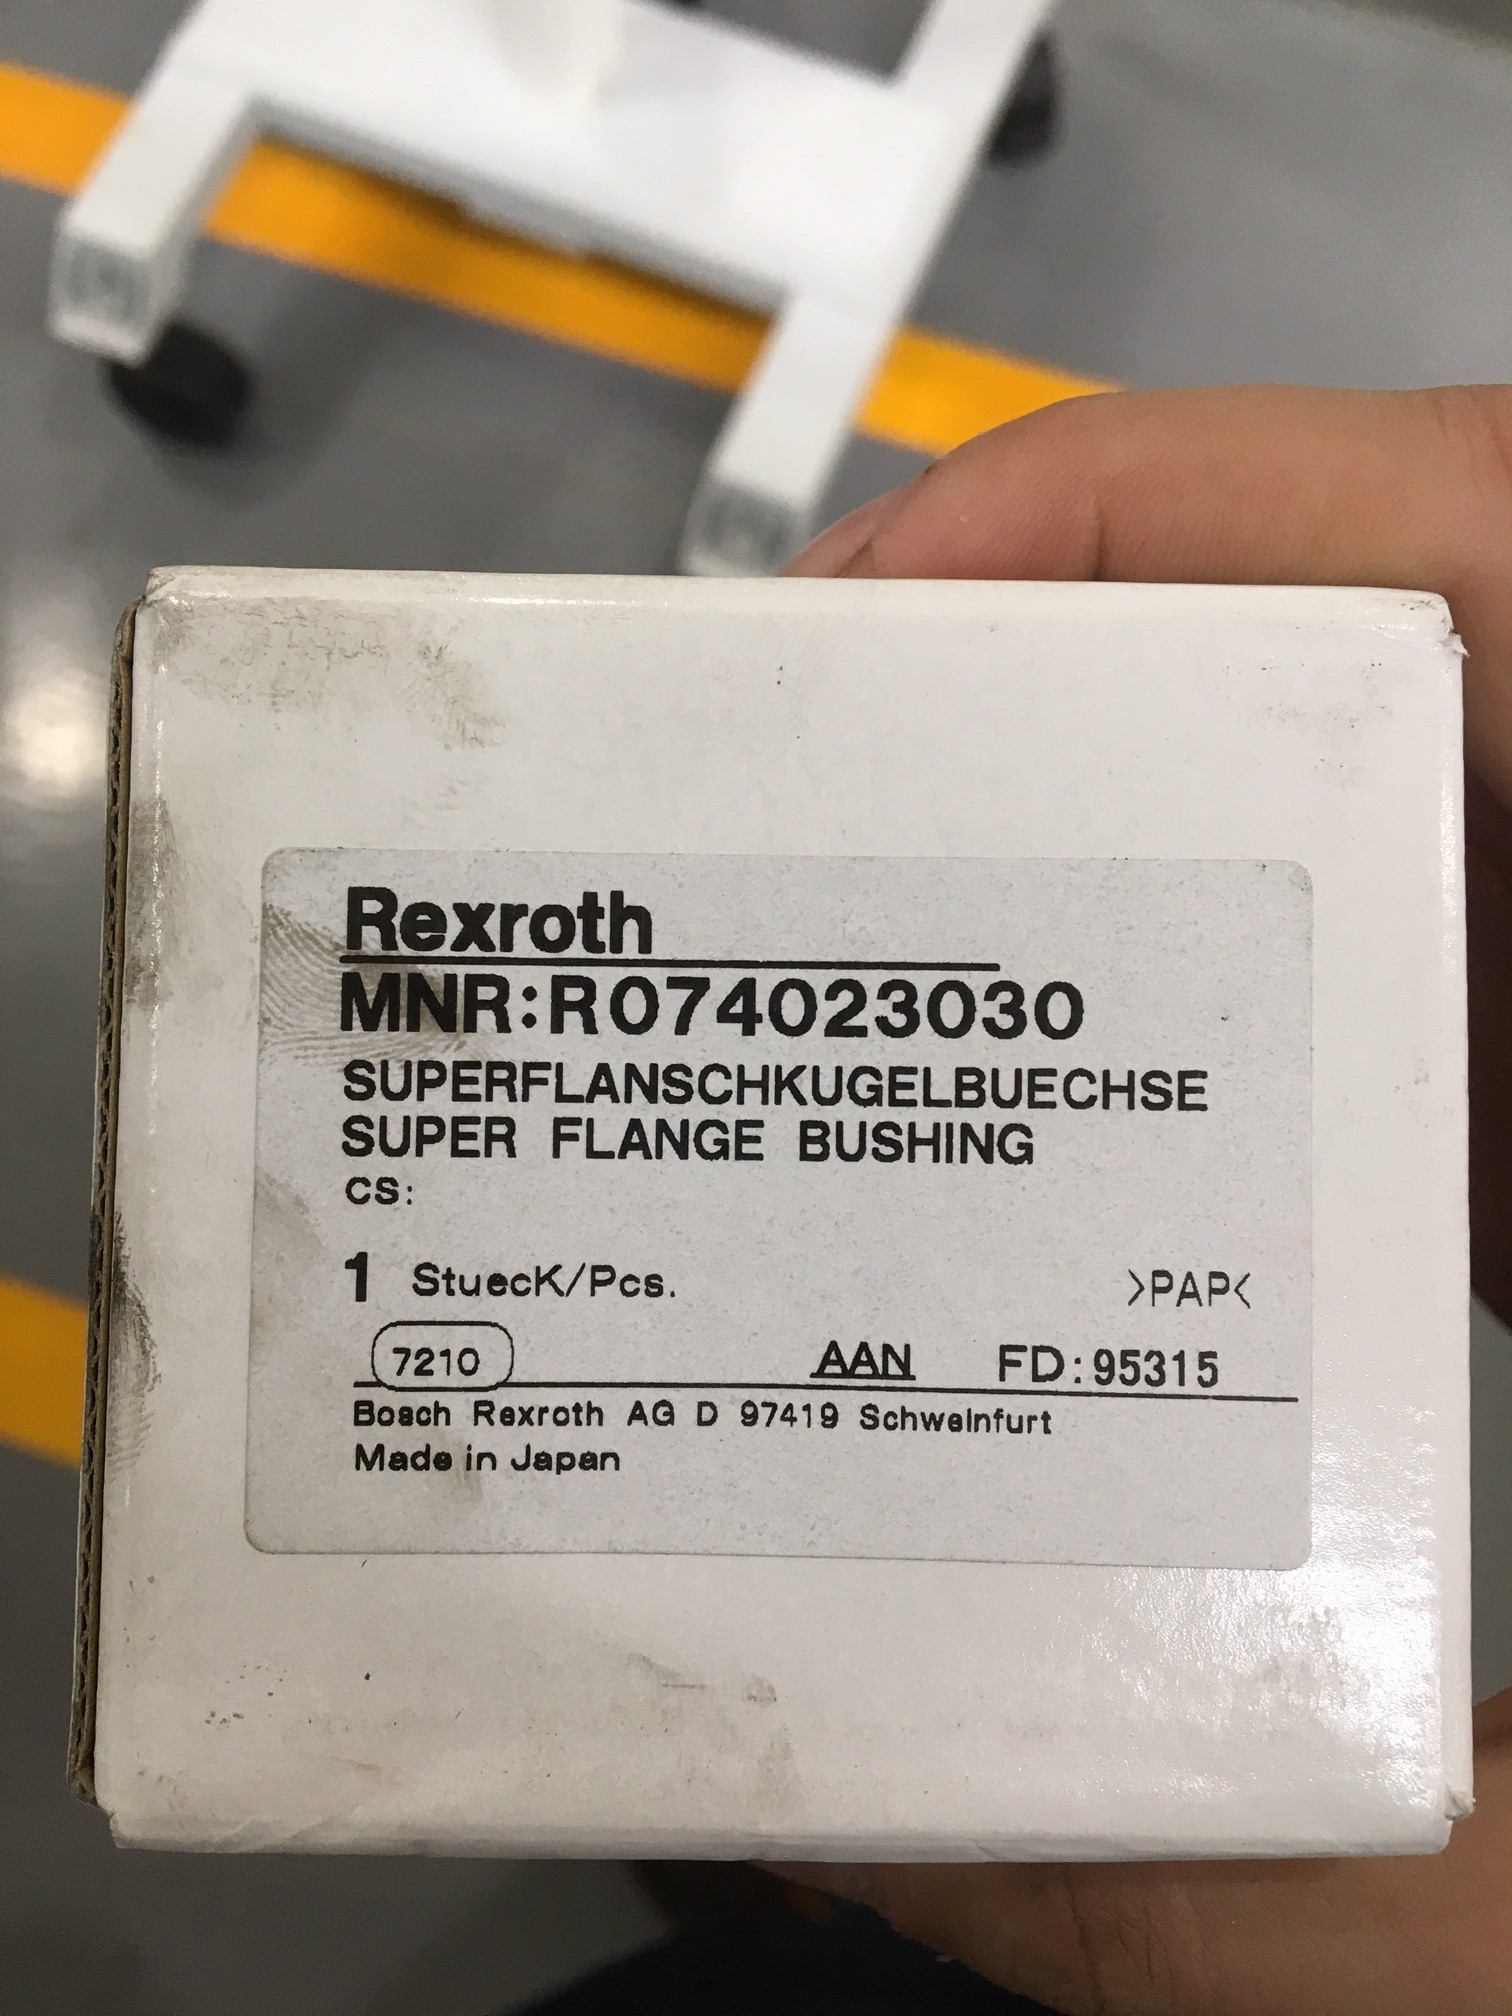 Rexroth
MNR:R074023030
SUPERFLANSCHKUGELBUECHSE
SUPER FLANGE BUSHING
CS:
1 StuecK/Pcs. >PAP<
7210 AAN FD:95315
Bosch Rexroth AG D 97419 Schweinfurt
Made in Japan